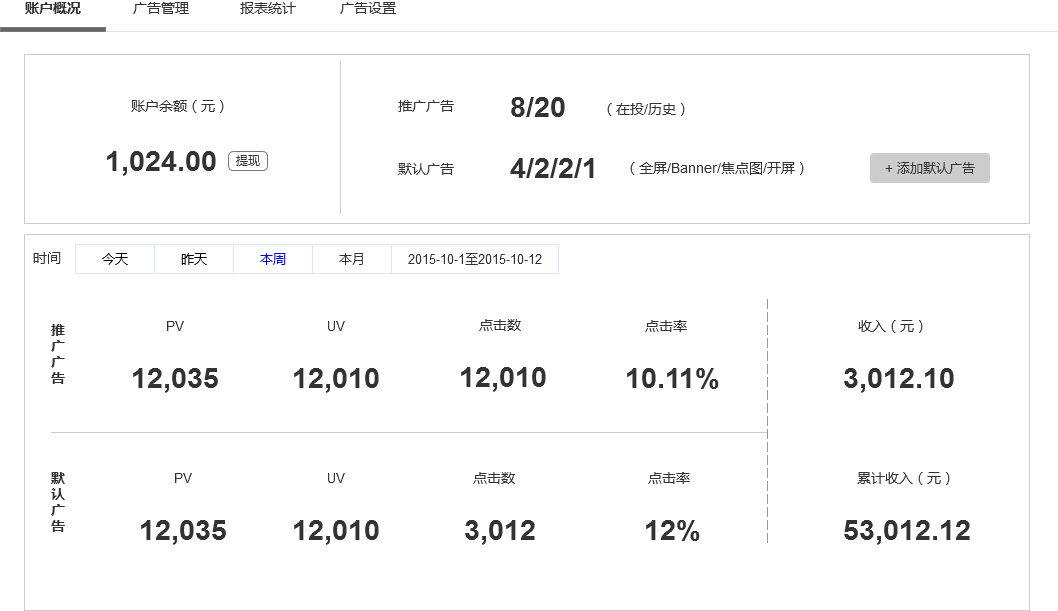 账户概况 广告管理 报表统计 广告设置
账户余额（元）
1,024.00 提现
推广广告 8/20 （在投/历史）
默认广告 4/2/2/1 （全屏/Banner/焦点图/开屏） + 添加默认广告
时间 今天 昨天 本周 本月 2015-10-1至2015-10-12
推广广告
PV UV 点击数 点击率 收入（元）
12,035 12,010 12,010 10.11% 3,012.10
默认广告
PV UV 点击数 点击率 累计收入（元）
12,035 12,010 3,012 12% 53,012.12